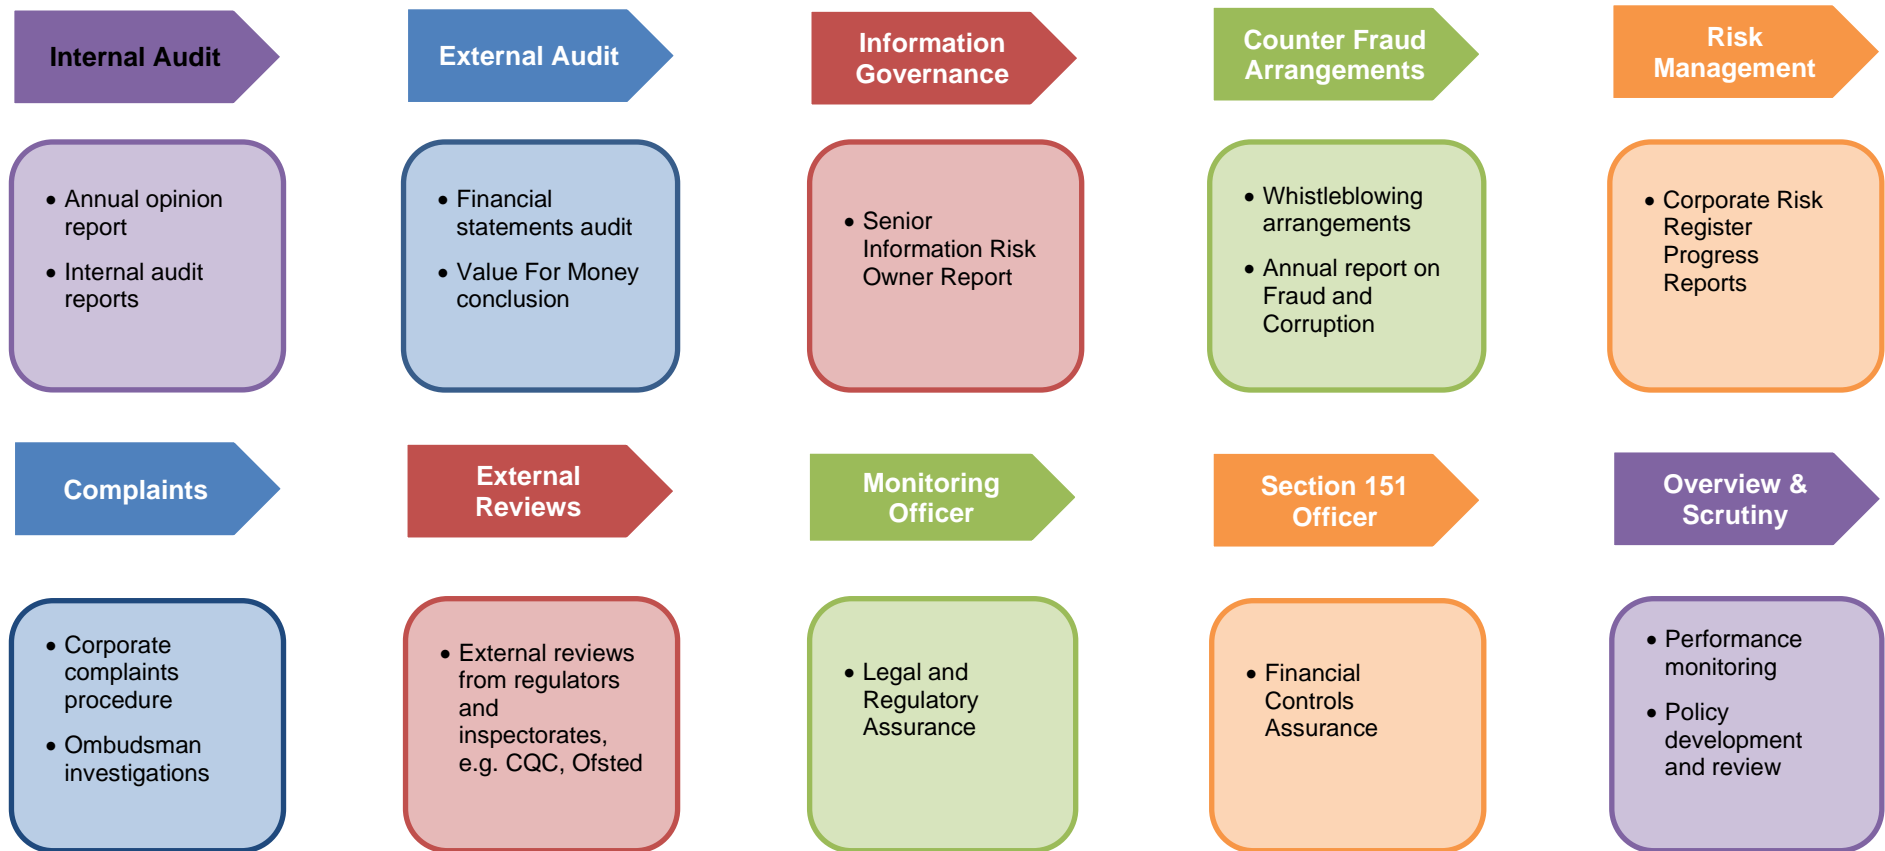 Internal Audit
External Audit
Information
Governance
Counter Fraud
Arrangements
Risk
Management
• Annual opinion
report
• Internal audit
reports
• Financial
statements audit
• Value For Money
conclusion
• Senior
Information Risk
Owner Report
• Whistleblowing
arrangements
• Annual report on
Fraud and
Corruption
• Corporate Risk
Register
Progress
Reports
Complaints
External
Reviews
Monitoring
Officer
Section 151
Officer
Overview &
Scrutiny
• Corporate
complaints
procedure
• Ombudsman
investigations
• External reviews
from regulators
and
inspectorates,
e.g. CQC, Ofsted
• Legal and
Regulatory
Assurance
• Financial
Controls
Assurance
• Performance
monitoring
• Policy
development
and review